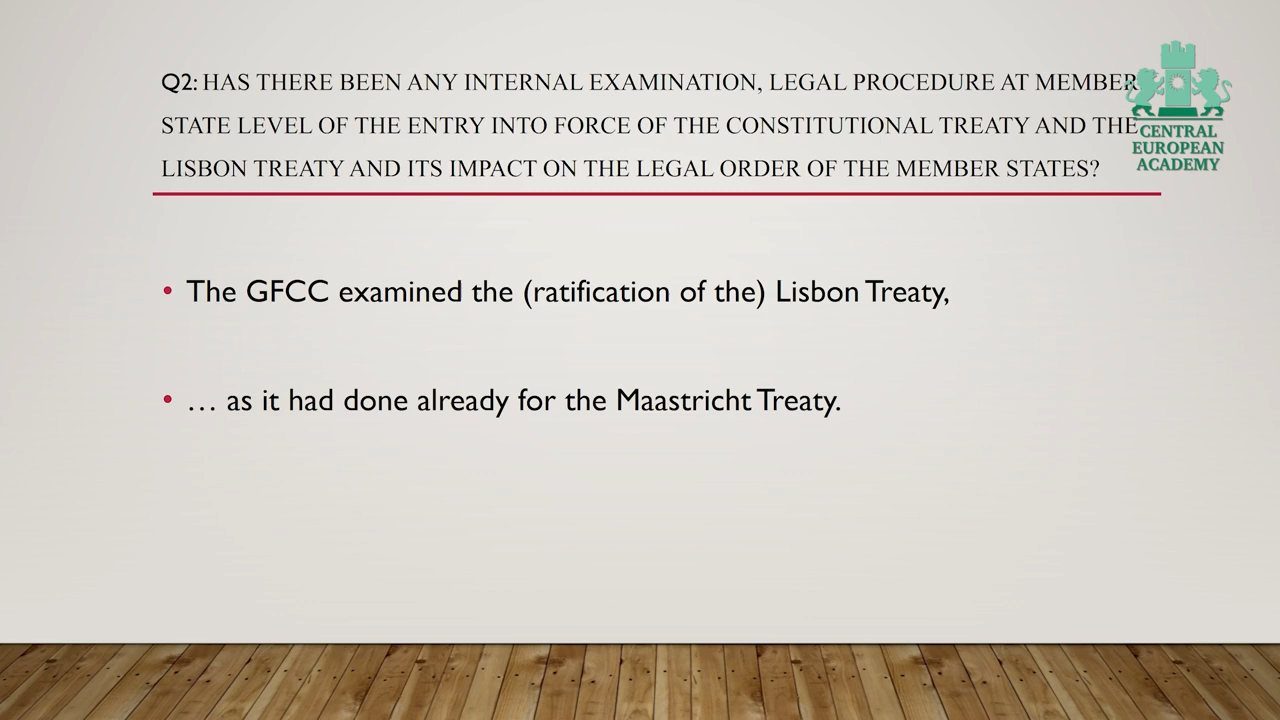 Q2: HAS THERE BEEN ANY INTERNAL EXAMINATION, LEGAL PROCEDURE AT MEMBER
STATE LEVEL OF THE ENTRY INTO FORCE OF THE CONSTITUTIONAL TREATY AND THE
LISBON TREATY AND ITS IMPACT ON THE LEGAL ORDER OF THE MEMBER STATES?
CENTRAL
EUROPEAN
ACADEMY
• The GFCC examined the (ratification of the) Lisbon Treaty,
• … as it had done already for the Maastricht Treaty.